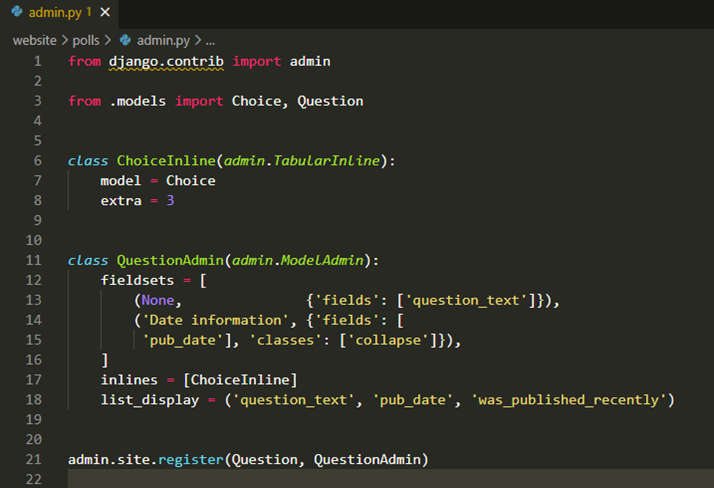 admin.py 1 ×
website > polls > admin.py > ...
1 from django.contrib import admin
2
3 from .models import Choice, Question
4
5
6 class ChoiceInline(admin.TabularInline):
7     model = Choice
8     extra = 3
9
10
11 class QuestionAdmin(admin.ModelAdmin):
12     fieldsets = [
13         (None,               {'fields': ['question_text']}),
14         ('Date information', {'fields': [
15          'pub_date'], 'classes': ['collapse']}),
16     ]
17     inlines = [ChoiceInline]
18     list_display = ('question_text', 'pub_date', 'was_published_recently')
19
20
21 admin.site.register(Question, QuestionAdmin)
22